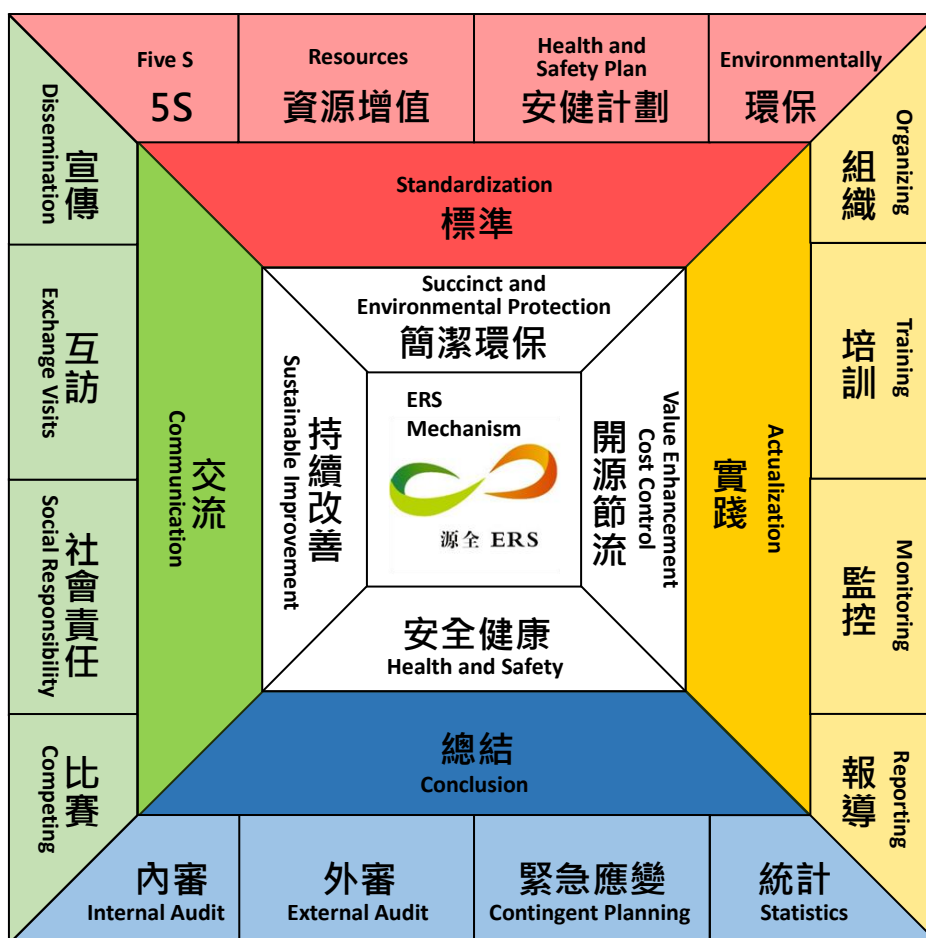 Five S
5S
Resources
資源增值
Health and
Safety Plan
安健計劃
Environmentally
環保
Dissemination
宣傳
Exchange Visits
互訪
Social Responsibility
社會責任
Competing
比賽
Standardization
標準
Communication
交流
Succinct and
Environmental Protection
簡潔環保
Sustainable Improvement
持續改善
ERS
Mechanism
源全 ERS
Value Enhancement
Cost Control
開源節流
安全健康
Health and Safety
Actualization
實踐
總結
Conclusion
Organizing
組織
Training
培訓
Monitoring
監控
Reporting
報導
內審
Internal Audit
外審
External Audit
緊急應變
Contingent Planning
統計
Statistics